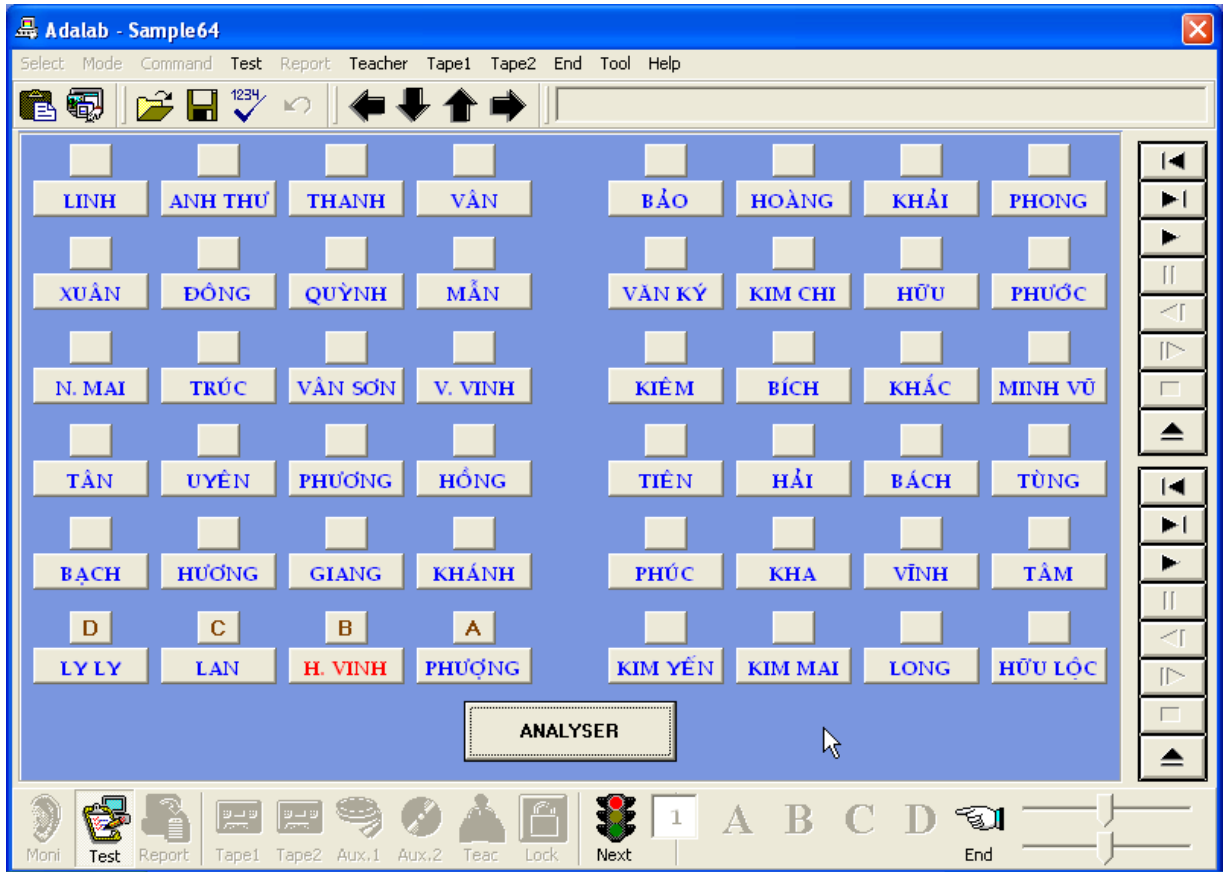 Adalab - Sample64
Select Mode Command Test Report Teacher Tape1 Tape2 End Tool Help
1234
LINH ANH THƯ THANH VÂN BẢO HOÀNG KHẢI PHONG
XUÂN ĐÔNG QUỲNH MẪN VĂN KÝ KIM CHI HỮU PHƯỚC
N. MAI TRÚC VÂN SƠN V. VINH KIÊM BÍCH KHẮC MINH VŨ
TÂN UYÊN PHƯƠNG HỒNG TIÊN HẢI BÁCH TÙNG
BẠCH HƯƠNG GIANG KHÁNH PHÚC KHA VĨNH TÂM
D C B A
LY LY LAN H. VINH PHƯỢNG KIM YẾN KIM MAI LONG HỮU LỘC
ANALYSER
1 A B C D
Moni Test Report Tape1 Tape2 Aux.1 Aux.2 Teac Lock Next End